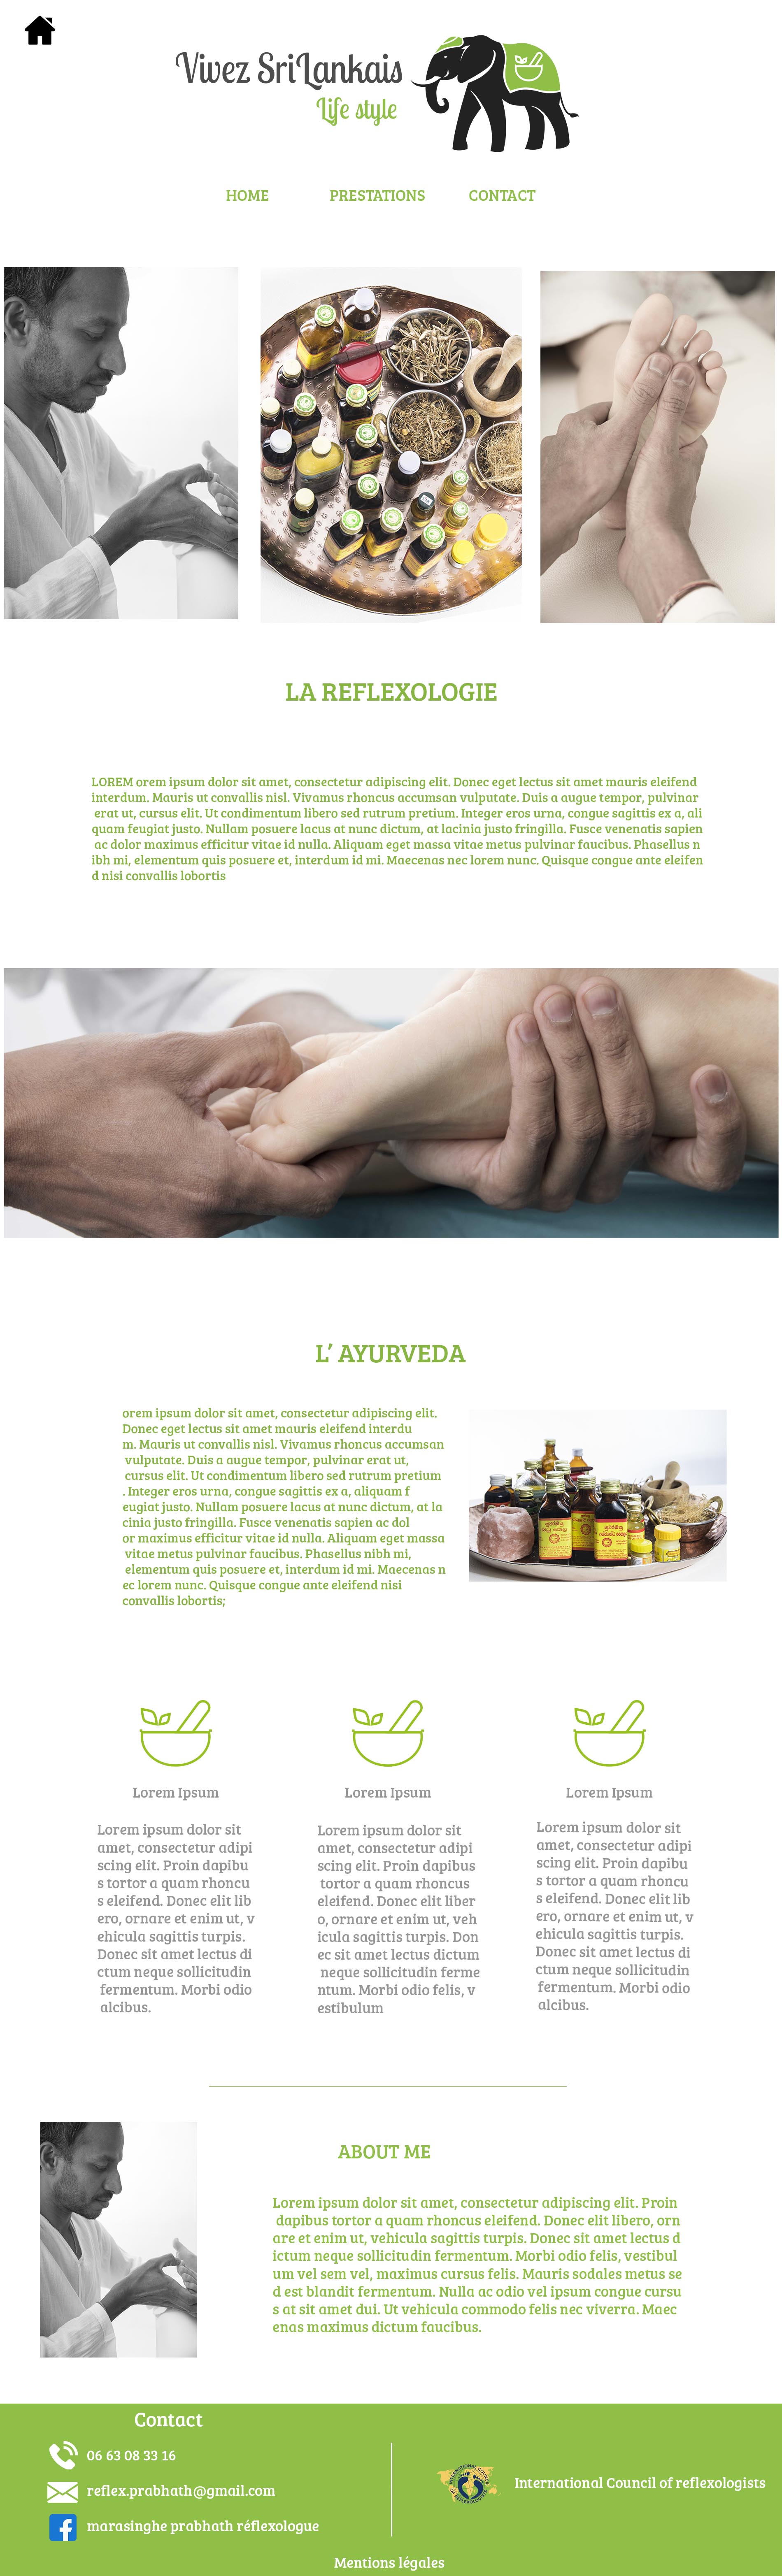 Vivez SriLankais
Life style
HOME PRESTATIONS CONTACT
LA REFLEXOLOGIE
LOREM orem ipsum dolor sit amet, consectetur adipiscing elit. Donec eget lectus sit amet mauris eleifend
interdum. Mauris ut convallis nisl. Vivamus rhoncus accumsan vulputate. Duis a augue tempor, pulvinar
erat ut, cursus elit. Ut condimentum libero sed rutrum pretium. Integer eros urna, congue sagittis ex a, ali
quam feugiat justo. Nullam posuere lacus at nunc dictum, at lacinia justo fringilla. Fusce venenatis sapien
ac dolor maximus efficitur vitae id nulla. Aliquam eget massa vitae metus pulvinar faucibus. Phasellus n
ibh mi, elementum quis posuere et, interdum id mi. Maecenas nec lorem nunc. Quisque congue ante eleifen
d nisi convallis lobortis
L’ AYURVEDA
orem ipsum dolor sit amet, consectetur adipiscing elit.
Donec eget lectus sit amet mauris eleifend interdu
m. Mauris ut convallis nisl. Vivamus rhoncus accumsan
vulputate. Duis a augue tempor, pulvinar erat ut,
cursus elit. Ut condimentum libero sed rutrum pretium
. Integer eros urna, congue sagittis ex a, aliquam f
eugiat justo. Nullam posuere lacus at nunc dictum, at la
cinia justo fringilla. Fusce venenatis sapien ac dol
or maximus efficitur vitae id nulla. Aliquam eget massa
vitae metus pulvinar faucibus. Phasellus nibh mi,
elementum quis posuere et, interdum id mi. Maecenas n
ec lorem nunc. Quisque congue ante eleifend nisi
convallis lobortis;
Lorem Ipsum
Lorem ipsum dolor sit
amet, consectetur adipi
scing elit. Proin dapibu
s tortor a quam rhoncu
s eleifend. Donec elit lib
ero, ornare et enim ut, v
ehicula sagittis turpis.
Donec sit amet lectus di
ctum neque sollicitudin
fermentum. Morbi odio
alcibus.
Lorem Ipsum
Lorem ipsum dolor sit
amet, consectetur adipi
scing elit. Proin dapibus
tortor a quam rhoncus
eleifend. Donec elit liber
o, ornare et enim ut, veh
icula sagittis turpis. Don
ec sit amet lectus dictum
neque sollicitudin ferme
ntum. Morbi odio felis, v
estibulum
Lorem Ipsum
Lorem ipsum dolor sit
amet, consectetur adipi
scing elit. Proin dapibu
s tortor a quam rhoncu
s eleifend. Donec elit lib
ero, ornare et enim ut, v
ehicula sagittis turpis.
Donec sit amet lectus di
ctum neque sollicitudin
fermentum. Morbi odio
alcibus.
ABOUT ME
Lorem ipsum dolor sit amet, consectetur adipiscing elit. Proin
dapibus tortor a quam rhoncus eleifend. Donec elit libero, orn
are et enim ut, vehicula sagittis turpis. Donec sit amet lectus d
ictum neque sollicitudin fermentum. Morbi odio felis, vestibul
um vel sem vel, maximus cursus felis. Mauris sodales metus se
d est blandit fermentum. Nulla ac odio vel ipsum congue cursu
s at sit amet dui. Ut vehicula commodo felis nec viverra. Maec
enas maximus dictum faucibus.
Contact
06 63 08 33 16
reflex.prabhath@gmail.com
marasinghe prabhath réflexologue
International Council of reflexologists
Mentions légales